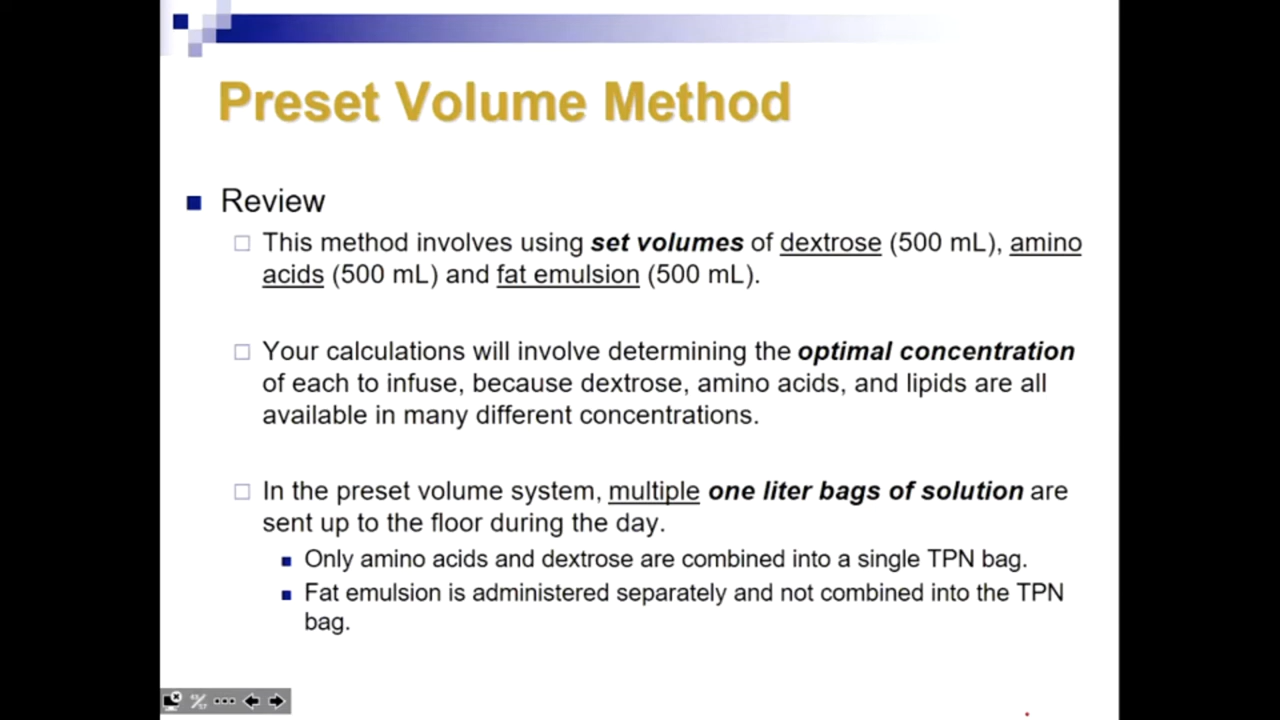 Preset Volume Method
Review
This method involves using set volumes of dextrose (500 mL), amino
acids (500 mL) and fat emulsion (500 mL).
Your calculations will involve determining the optimal concentration
of each to infuse, because dextrose, amino acids, and lipids are all
available in many different concentrations.
In the preset volume system, multiple one liter bags of solution are
sent up to the floor during the day.
Only amino acids and dextrose are combined into a single TPN bag.
Fat emulsion is administered separately and not combined into the TPN
bag.